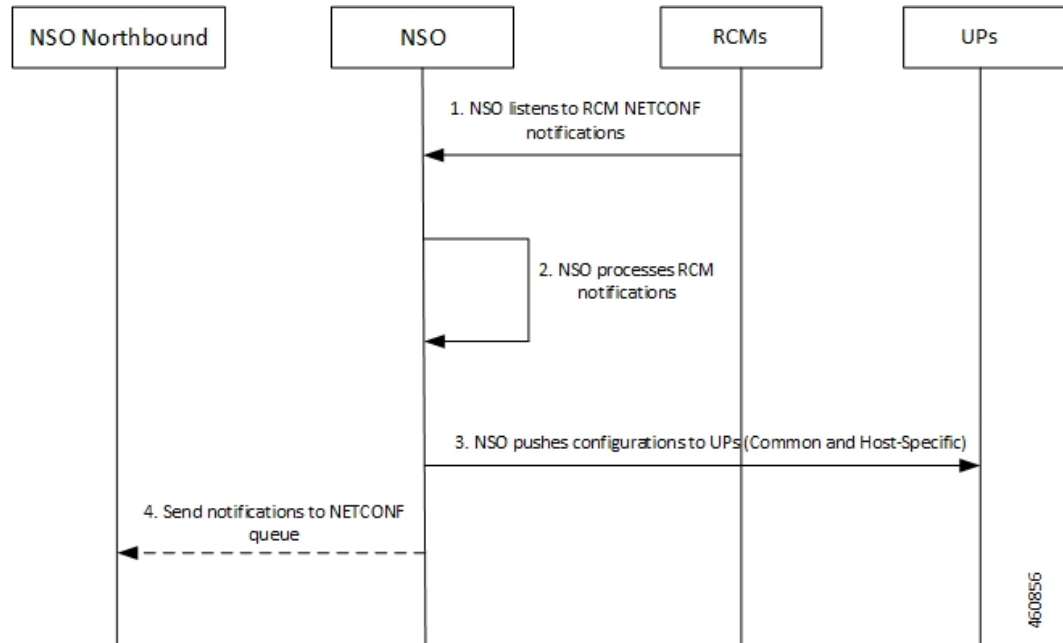 NSO Northbound
NSO
RCMs
UPs
1. NSO listens to RCM NETCONF
notifications
2. NSO processes RCM
notifications
3. NSO pushes configurations to UPs (Common and Host-Specific)
4. Send notifications to NETCONF
queue
460856